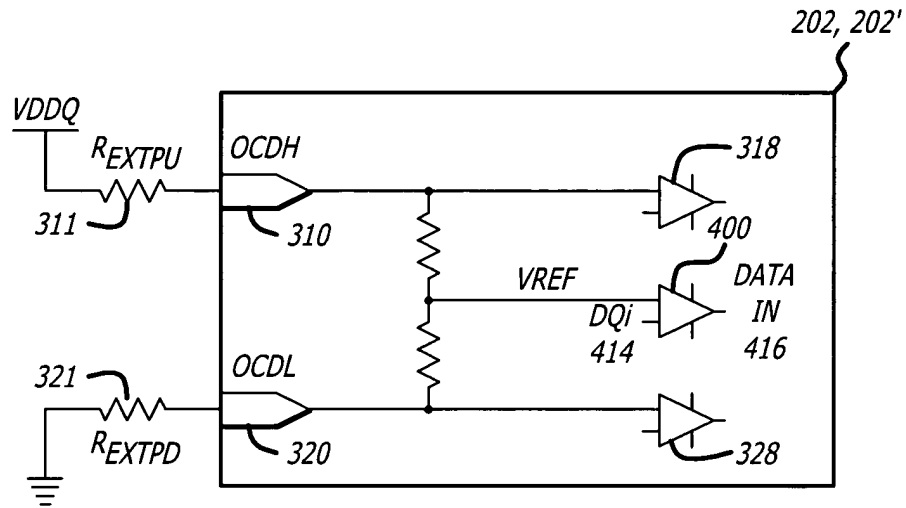 202, 202'
VDDQ
REXTPU
OCDH
311
310
318
400
VREF
DATA
IN
416
DQi
414
321
OCDL
REXTPD
320
328